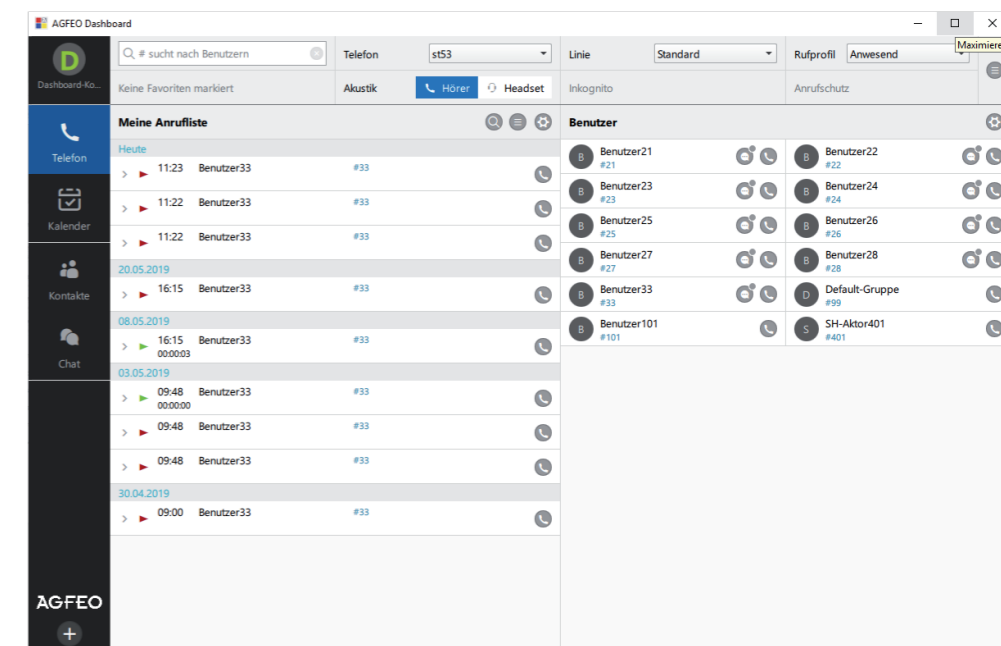 AGFEO Dashboard
D
Dashboard-Ko...
# sucht nach Benutzern
Telefon
st53
Linie
Standard
Rufprofil
Anwesend
Maximiere
Keine Favoriten markiert
Akustik
Hörer
Headset
Inkognito
Anrufschutz
Telefon
Kalender
Kontakte
Chat
AGFEO
Meine Anrufliste
Heute
11:23 Benutzer33 #33
11:22 Benutzer33 #33
11:22 Benutzer33 #33
20.05.2019
16:15 Benutzer33 #33
08.05.2019
16:15 Benutzer33 #33
00:00:03
03.05.2019
09:48 Benutzer33 #33
00:00:00
09:48 Benutzer33 #33
09:48 Benutzer33 #33
30.04.2019
09:00 Benutzer33 #33
Benutzer
B Benutzer21
#21
B Benutzer22
#22
B Benutzer23
#23
B Benutzer24
#24
B Benutzer25
#25
B Benutzer26
#26
B Benutzer27
#27
B Benutzer28
#28
B Benutzer33
#33
D Default-Gruppe
#99
B Benutzer101
#101
S SH-Aktor401
#401